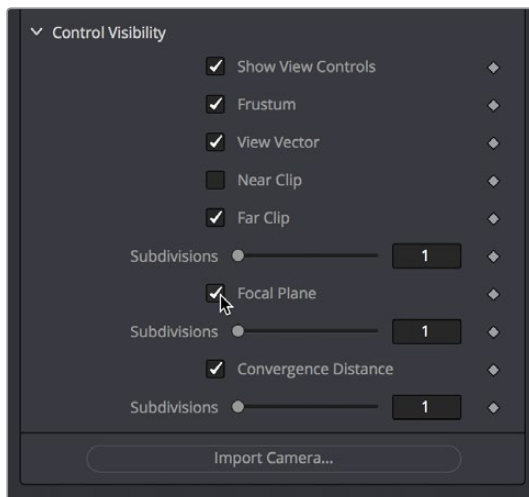 Control Visibility
Show View Controls
Frustum
View Vector
Near Clip
Far Clip
Subdivisions 1
Focal Plane
Subdivisions 1
Convergence Distance
Subdivisions 1
Import Camera...